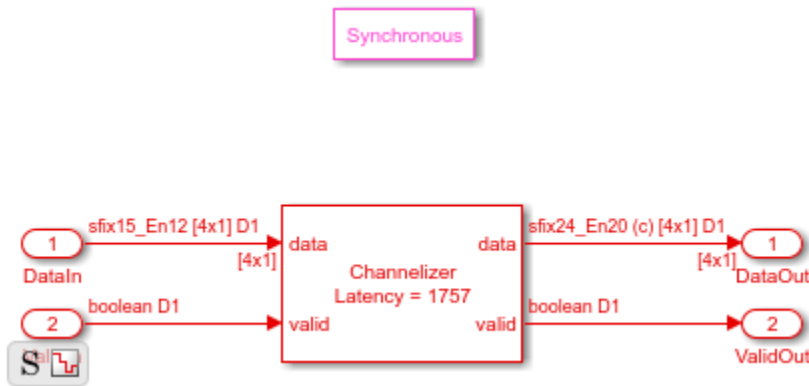 Synchronous
sfix15_En12 [4x1] D1
sfix24_En20 (c) [4x1] D1
1
data
data
1
[4x1]
[4x1]
DataIn
DataOut
Channelizer
Latency = 1757
boolean D1
boolean D1
2
valid
valid
2
S
ValidOut